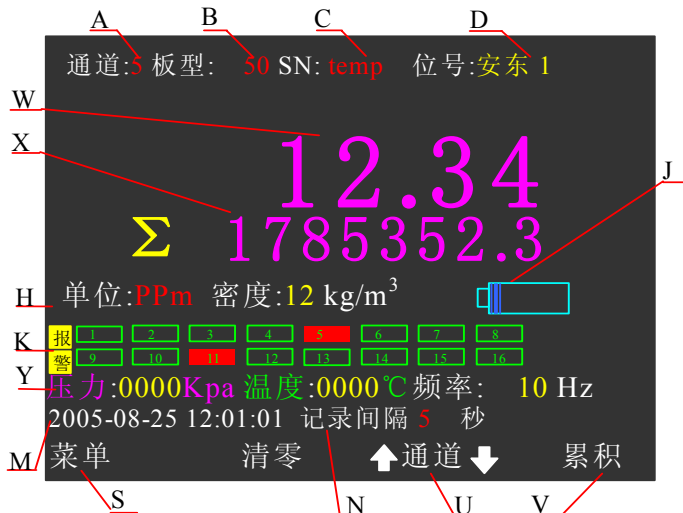 A B C D
通道:5 板型: 50 SN: temp 位号:安东 1
W
12.34
X
J
Σ 1785352.3
H 单位:PPm 密度:12 kg/m³
K 报 1 2 3 4 5 6 7 8
警 9 10 11 12 13 14 15 16
Y 压力:0000Kpa 温度:0000℃ 频率: 10 Hz
2005-08-25 12:01:01 记录间隔 5 秒
M 菜单 清零 通道 累积
S N U V